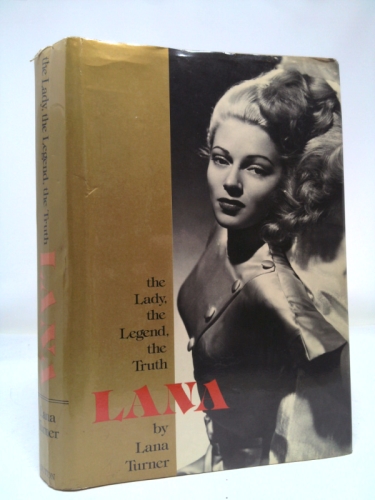 the Lady, the Legend, the Truth
LANA
Lana
Turner
the
Lady,
the
Legend,
the
Truth
LANA
by
Lana
Turner